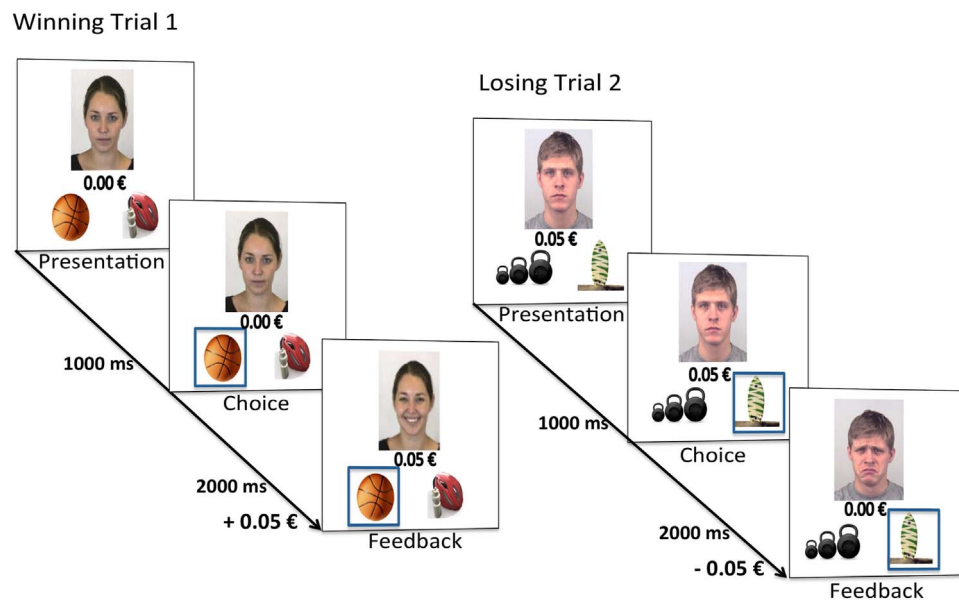 Winning Trial 1
0.00 €
Presentation
0.00 €
1000 ms
Choice
0.05 €
2000 ms
+ 0.05 €
Feedback
Losing Trial 2
0.05 €
Presentation
0.05 €
1000 ms
Choice
0.00 €
2000 ms
- 0.05 €
Feedback